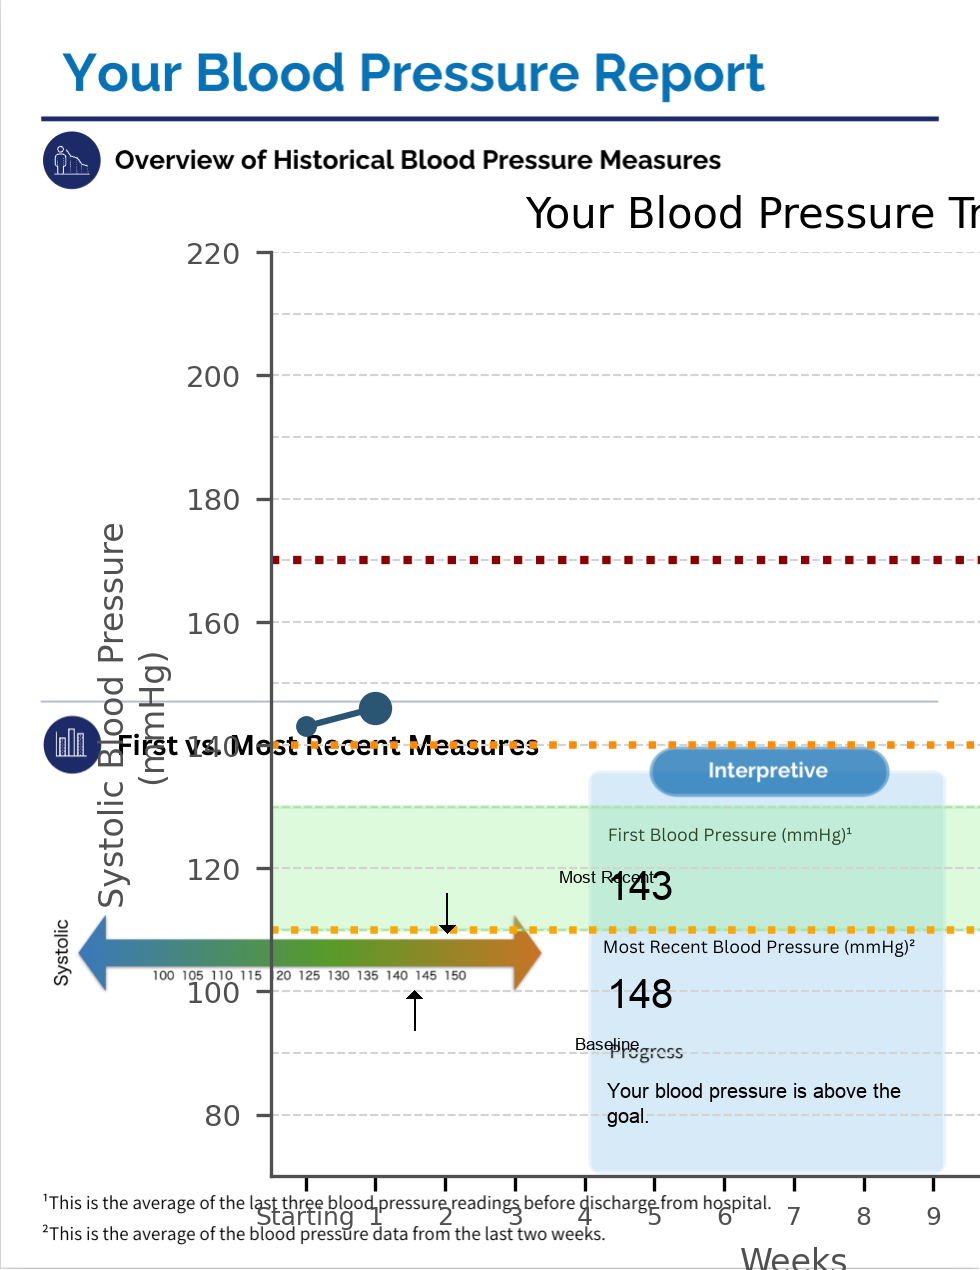 Your Blood Pressure Report
Overview of Historical Blood Pressure Measures
Your Blood Pressure Tr
220
200
180
160
140
120
100
80
Systolic Blood Pressure
(mmHg)
First vs. Most Recent Measures
Interpretive
First Blood Pressure (mmHg)¹
Most Recent
143
Most Recent Blood Pressure (mmHg)²
148
Systolic
100 105 110 115 120 125 130 135 140 145 150
Baseline
Progress
Your blood pressure is above the
goal.
¹This is the average of the last three blood pressure readings before discharge from hospital.
Starting 1 2 3 4 5 6 7 8 9
²This is the average of the blood pressure data from the last two weeks.
Weeks